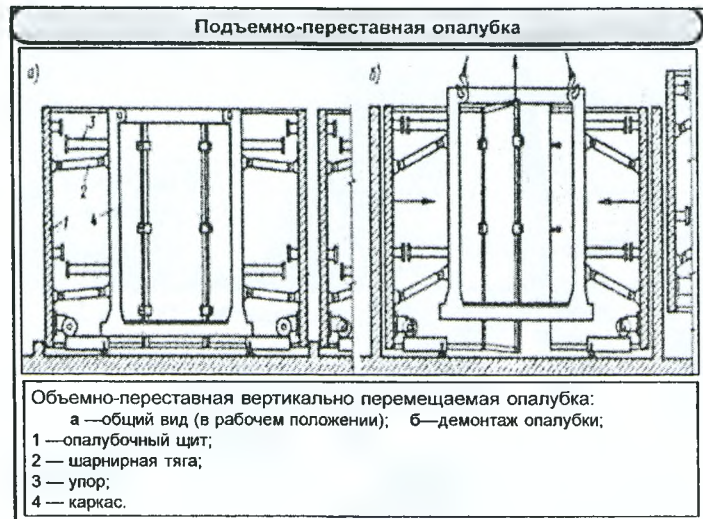 Подъемно-переставная опалубка
а)
б)
3
2
1
4
Объемно-переставная вертикально перемещаемая опалубка:
а —общий вид (в рабочем положении); б—демонтаж опалубки;
1 —опалубочный щит;
2 — шарнирная тяга;
3 — упор;
4 — каркас.